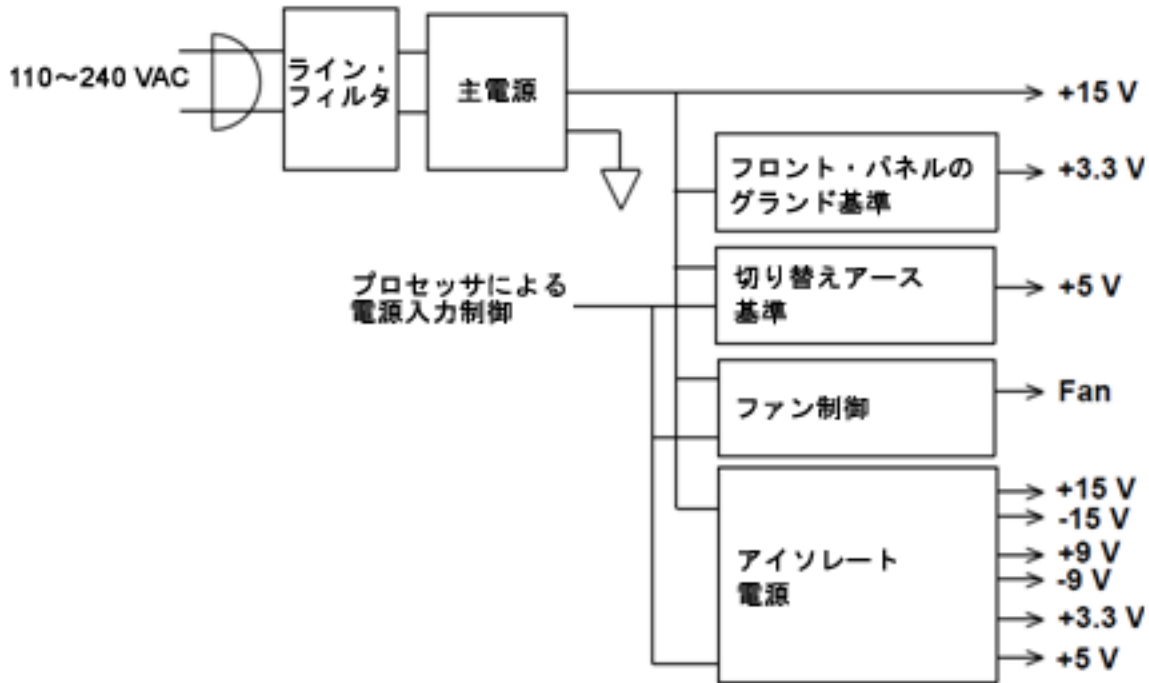 110～240 VAC
ライン・
フィルタ
主電源
+15 V
フロント・パネルの
グランド基準
+3.3 V
プロセッサによる
電源入力制御
切り替えアース
基準
+5 V
ファン制御
Fan
アイソレート
電源
+15 V
-15 V
+9 V
-9 V
+3.3 V
+5 V